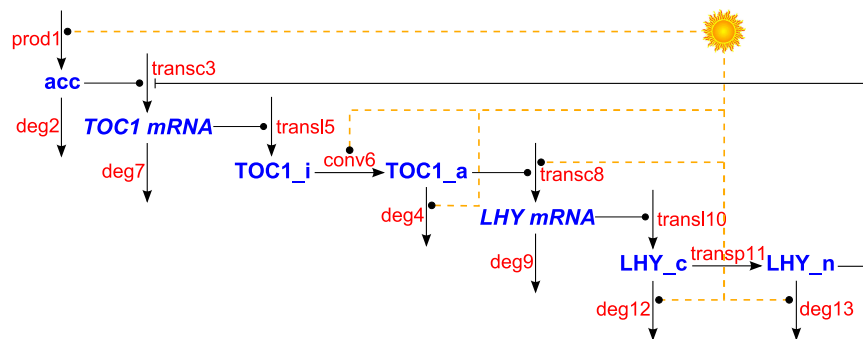 prod1
acc
transc3
deg2
TOC1 mRNA
transl5
deg7
TOC1_i
conv6
TOC1_a
transc8
deg4
LHY mRNA
transl10
deg9
LHY_c
transp11
LHY_n
deg12
deg13